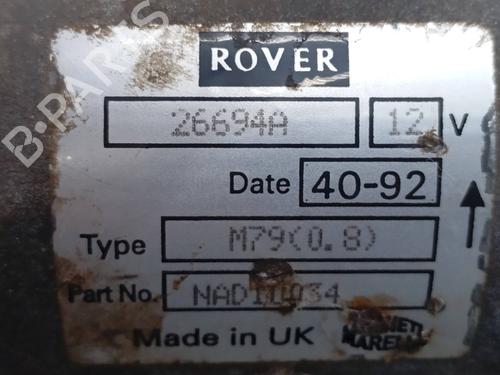 ROVER
26694A 12 V
Date 40-92
Type M79(0.8)
Part No. NAD10034
Made in UK
B-PARTS